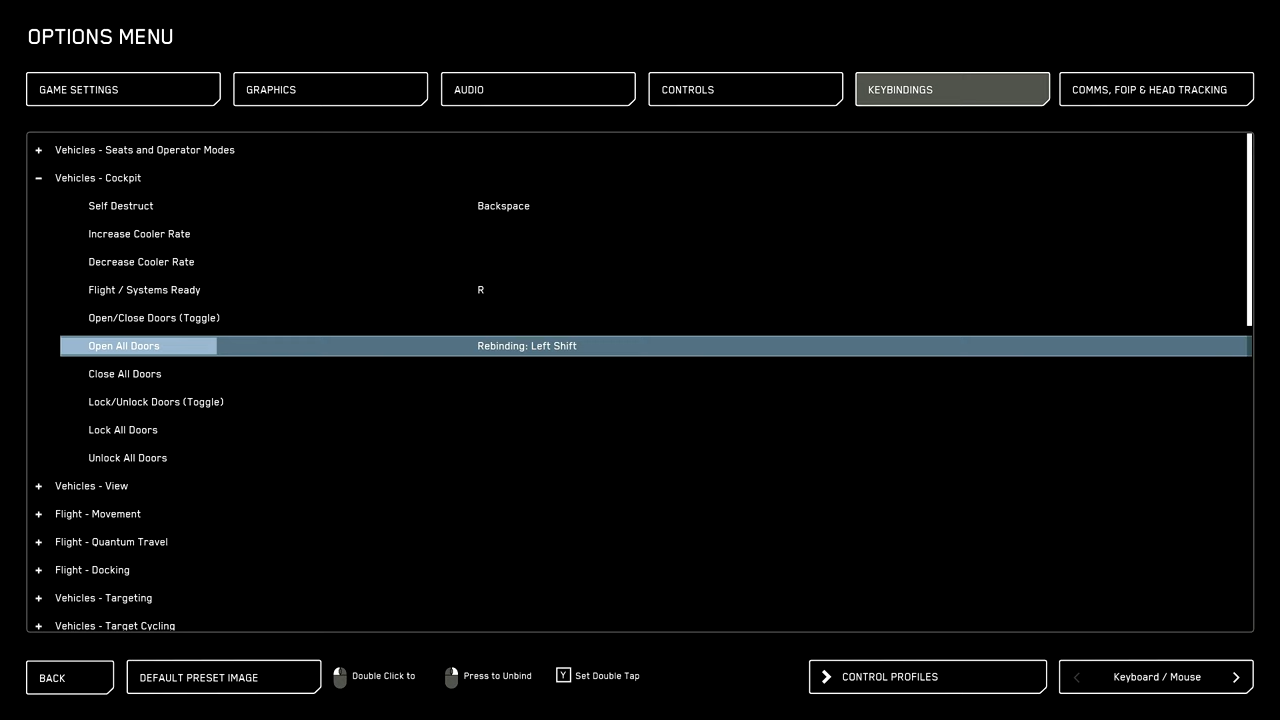 OPTIONS MENU
GAME SETTINGS
GRAPHICS
AUDIO
CONTROLS
KEYBINDINGS
COMMS, FOIP & HEAD TRACKING
+ Vehicles - Seats and Operator Modes
- Vehicles - Cockpit
Self Destruct Backspace
Increase Cooler Rate
Decrease Cooler Rate
Flight / Systems Ready R
Open/Close Doors (Toggle)
Open All Doors Rebinding: Left Shift
Close All Doors
Lock/Unlock Doors (Toggle)
Lock All Doors
Unlock All Doors
+ Vehicles - View
+ Flight - Movement
+ Flight - Quantum Travel
+ Flight - Docking
+ Vehicles - Targeting
+ Vehicles - Target Cycling
BACK
DEFAULT PRESET IMAGE
Double Click to
Press to Unbind
Y Set Double Tap
CONTROL PROFILES
Keyboard / Mouse